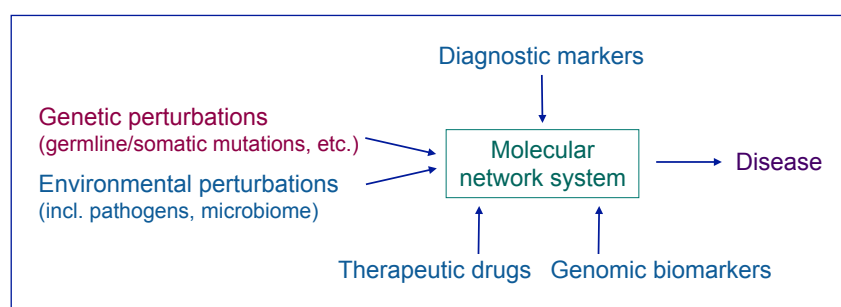 Diagnostic markers
Genetic perturbations
(germline/somatic mutations, etc.)
Environmental perturbations
(incl. pathogens, microbiome)
Molecular
network system
Disease
Therapeutic drugs
Genomic biomarkers